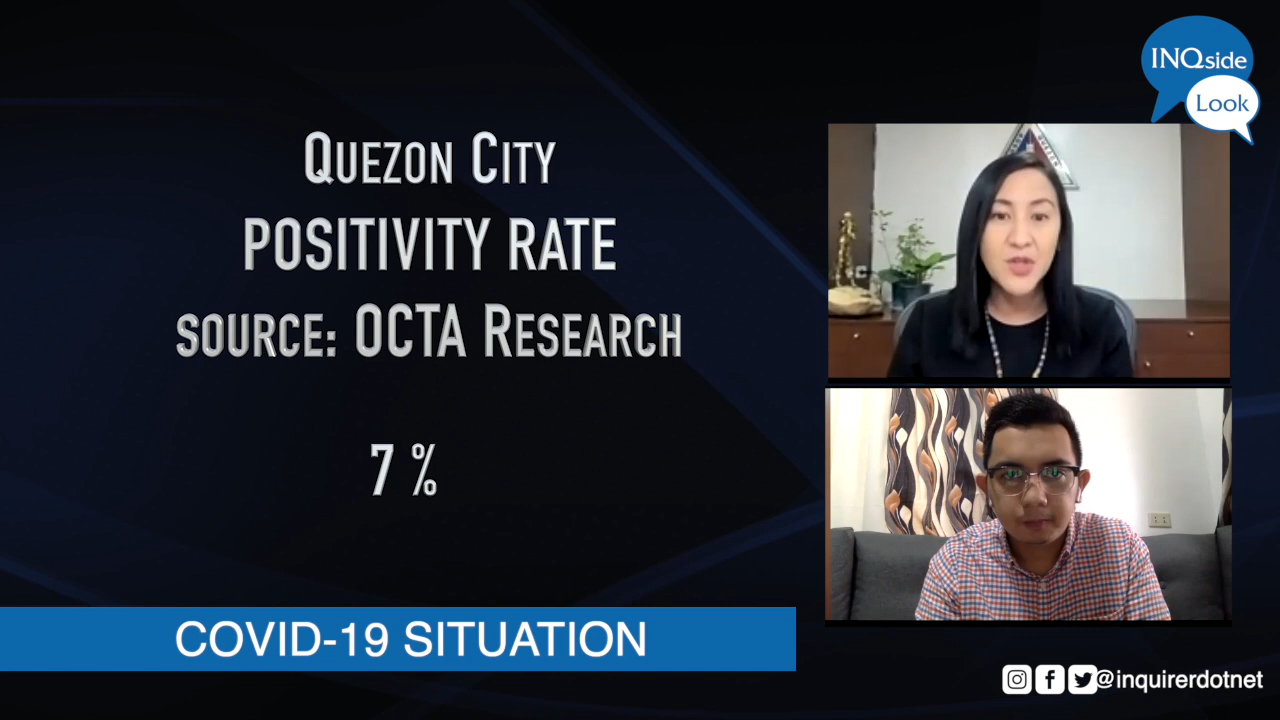 INQside
Look
QUEZON CITY
POSITIVITY RATE
SOURCE: OCTA RESEARCH
7 %
COVID-19 SITUATION
@inquirerdotnet